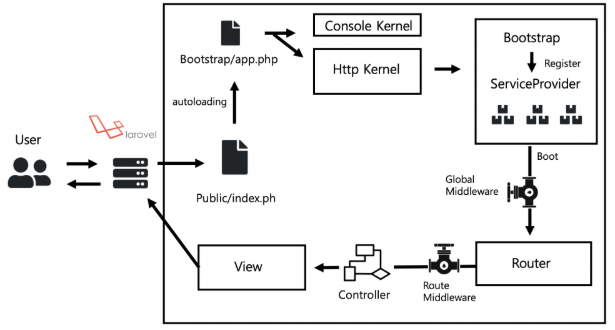 Console Kernel
Bootstrap/app.php
Http Kernel
Bootstrap
Register
ServiceProvider
autoloading
laravel
User
Public/index.ph
Boot
Global
Middleware
View
Controller
Route
Middleware
Router